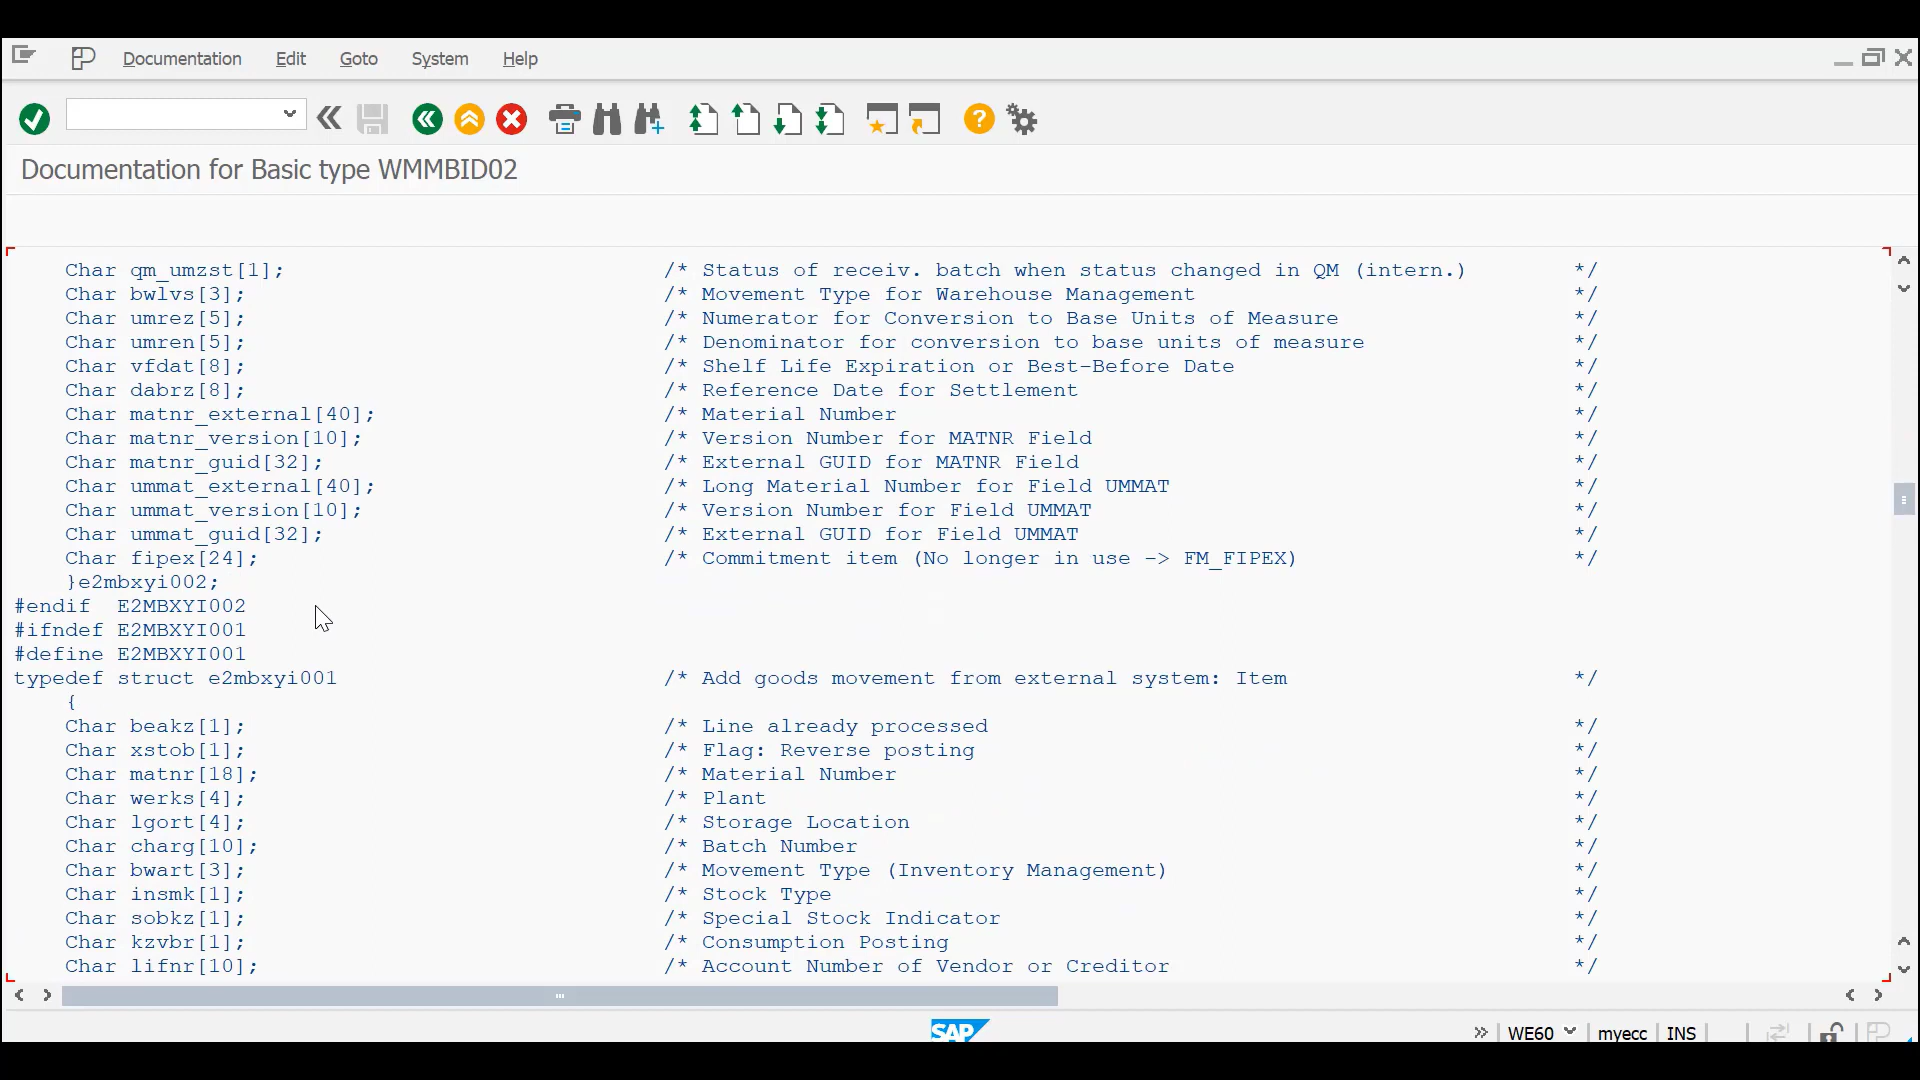 Documentation Edit Goto System Help
Documentation for Basic type WMMBID02
Char qm_umzst[1]; /* Status of receiv. batch when status changed in QM (intern.) */
Char bwlvs[3]; /* Movement Type for Warehouse Management */
Char umrez[5]; /* Numerator for Conversion to Base Units of Measure */
Char umren[5]; /* Denominator for conversion to base units of measure */
Char vfdat[8]; /* Shelf Life Expiration or Best-Before Date */
Char dabrz[8]; /* Reference Date for Settlement */
Char matnr_external[40]; /* Material Number */
Char matnr_version[10]; /* Version Number for MATNR Field */
Char matnr_guid[32]; /* External GUID for MATNR Field */
Char ummat_external[40]; /* Long Material Number for Field UMMAT */
Char ummat_version[10]; /* Version Number for Field UMMAT */
Char ummat_guid[32]; /* External GUID for Field UMMAT */
Char fipex[24]; /* Commitment item (No longer in use -> FM_FIPEX) */
}e2mbxyi002;
#endif E2MBXYI002
#ifndef E2MBXYI001
#define E2MBXYI001
typedef struct e2mbxyi001 /* Add goods movement from external system: Item */
{
Char beakz[1]; /* Line already processed */
Char xstob[1]; /* Flag: Reverse posting */
Char matnr[18]; /* Material Number */
Char werks[4]; /* Plant */
Char lgort[4]; /* Storage Location */
Char charg[10]; /* Batch Number */
Char bwart[3]; /* Movement Type (Inventory Management) */
Char insmk[1]; /* Stock Type */
Char sobkz[1]; /* Special Stock Indicator */
Char kzvbr[1]; /* Consumption Posting */
Char lifnr[10]; /* Account Number of Vendor or Creditor */
SAP
WE60 myecc INS